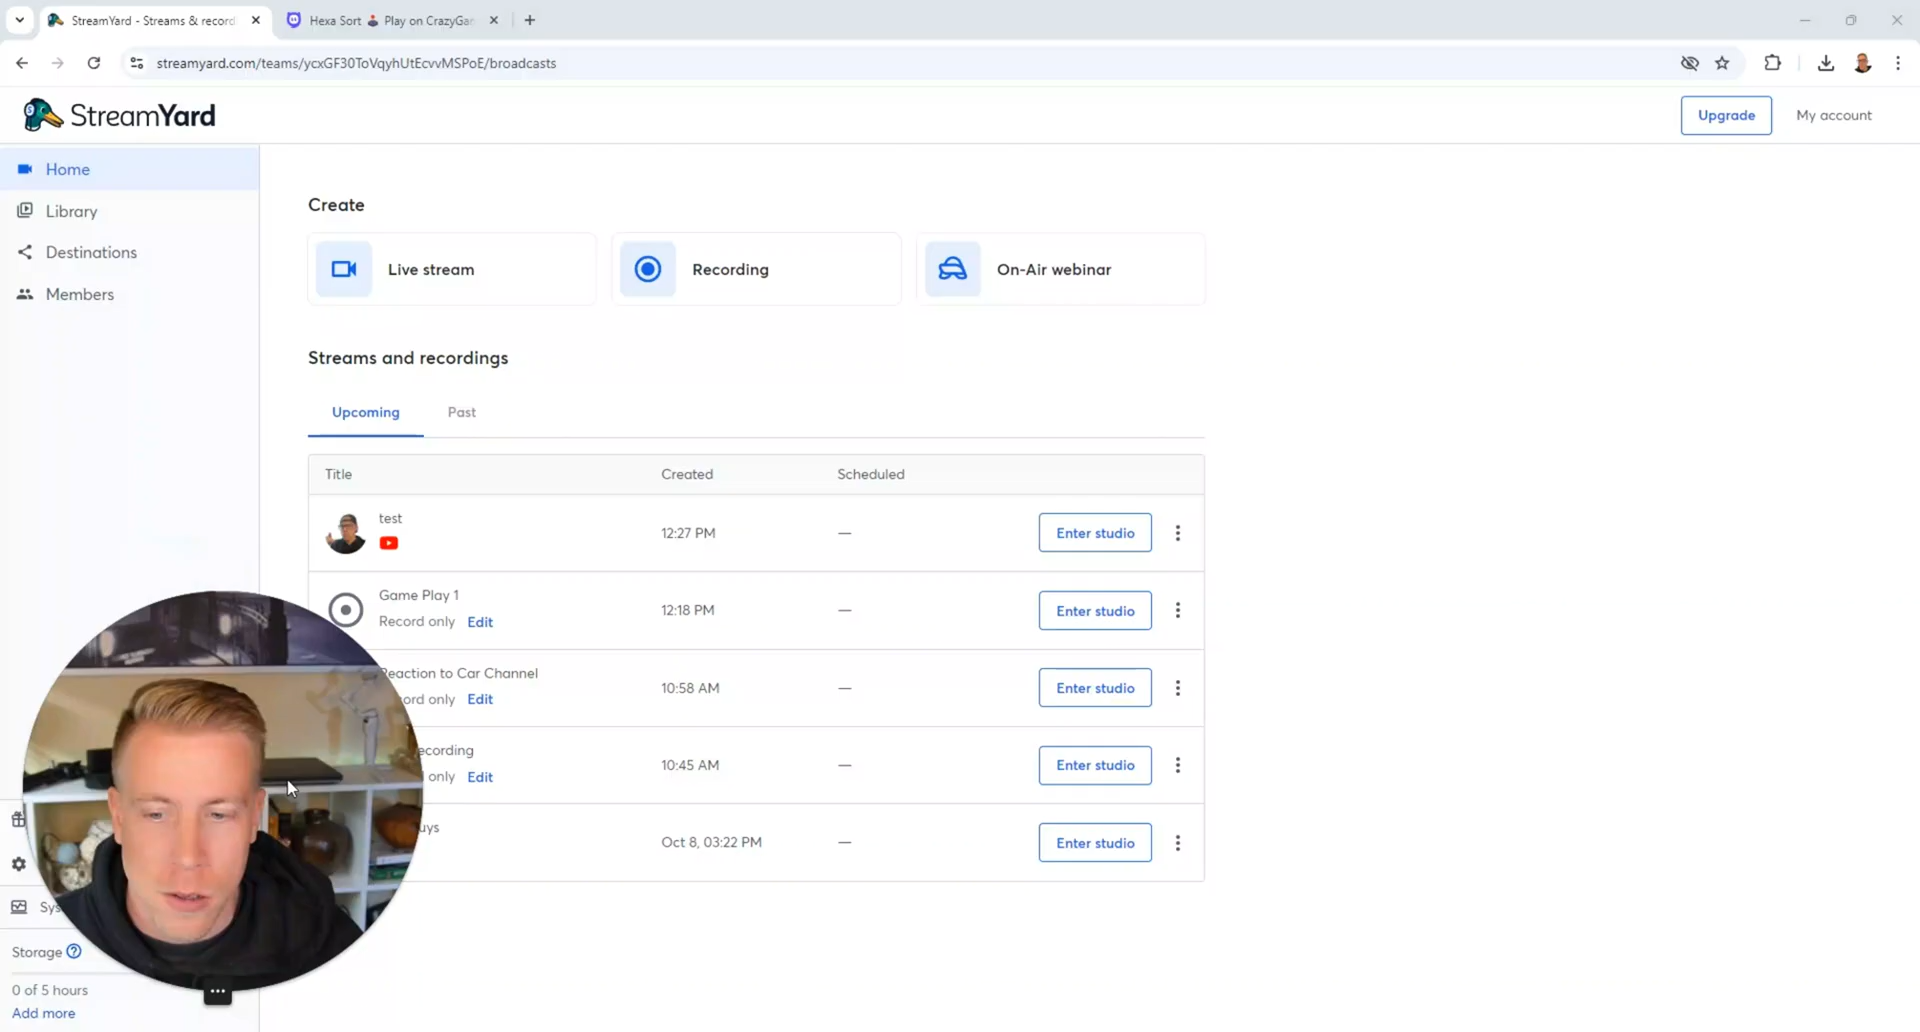 StreamYard - Streams & record
Hexa Sort Play on CrazyGam
streamyard.com/teams/ycxGF30ToVqyhUtEcvvMSPoE/broadcasts
StreamYard
Upgrade
My account
Home
Library
Destinations
Members
Create
Live stream
Recording
On-Air webinar
Streams and recordings
Upcoming
Past
Title Created Scheduled
test
12:27 PM — Enter studio
Game Play 1
Record only Edit
12:18 PM — Enter studio
Reaction to Car Channel
ord only Edit
10:58 AM — Enter studio
ecording
only Edit
10:45 AM — Enter studio
uys
Oct 8, 03:22 PM — Enter studio
Sys
Storage
0 of 5 hours
Add more